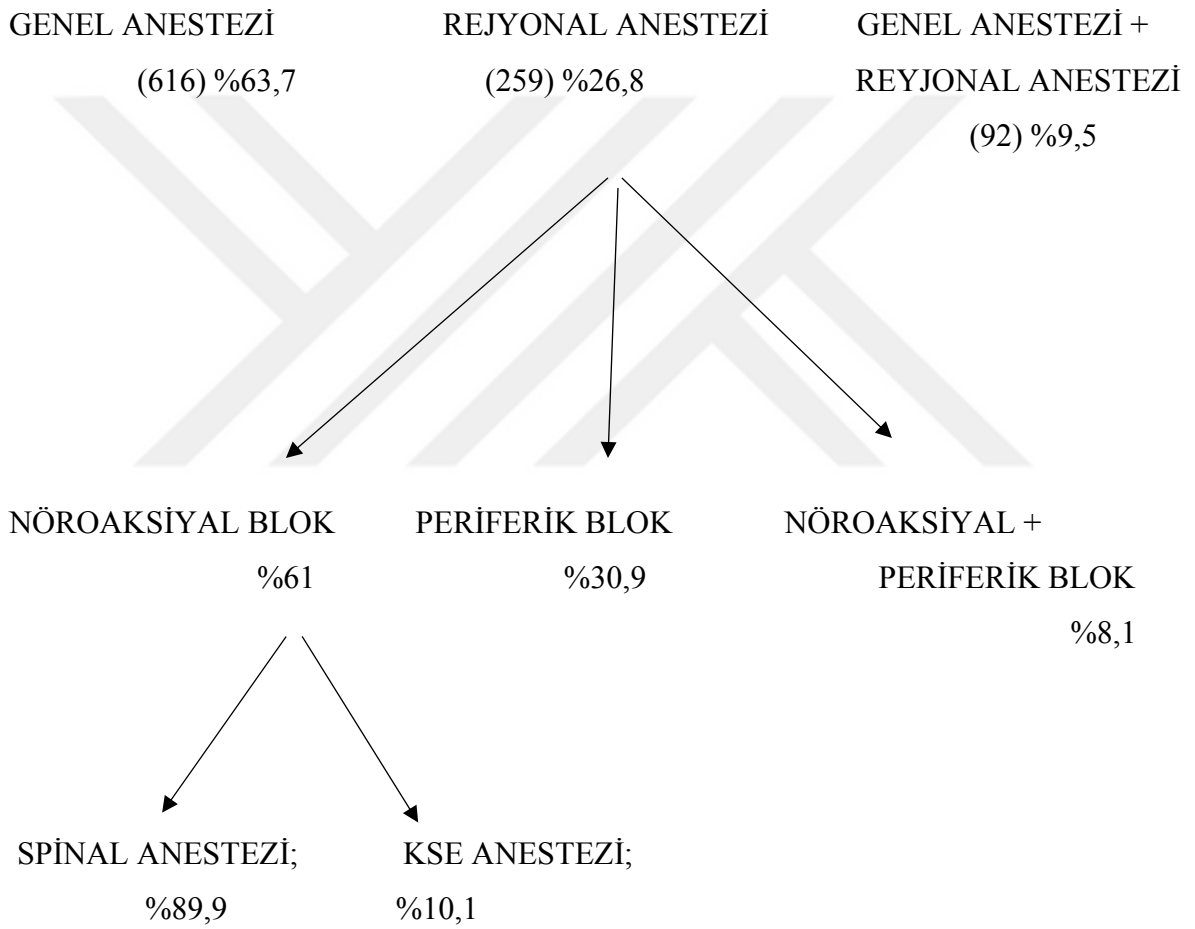 GENEL ANESTEZİ REJYONAL ANESTEZİ GENEL ANESTEZİ +
(616) %63,7 (259) %26,8 REYJONAL ANESTEZİ
(92) %9,5
NÖROAKSİYAL BLOK PERİFERİK BLOK NÖROAKSİYAL +
%61 %30,9 PERİFERİK BLOK
%8,1
SPİNAL ANESTEZİ; KSE ANESTEZİ;
%89,9 %10,1